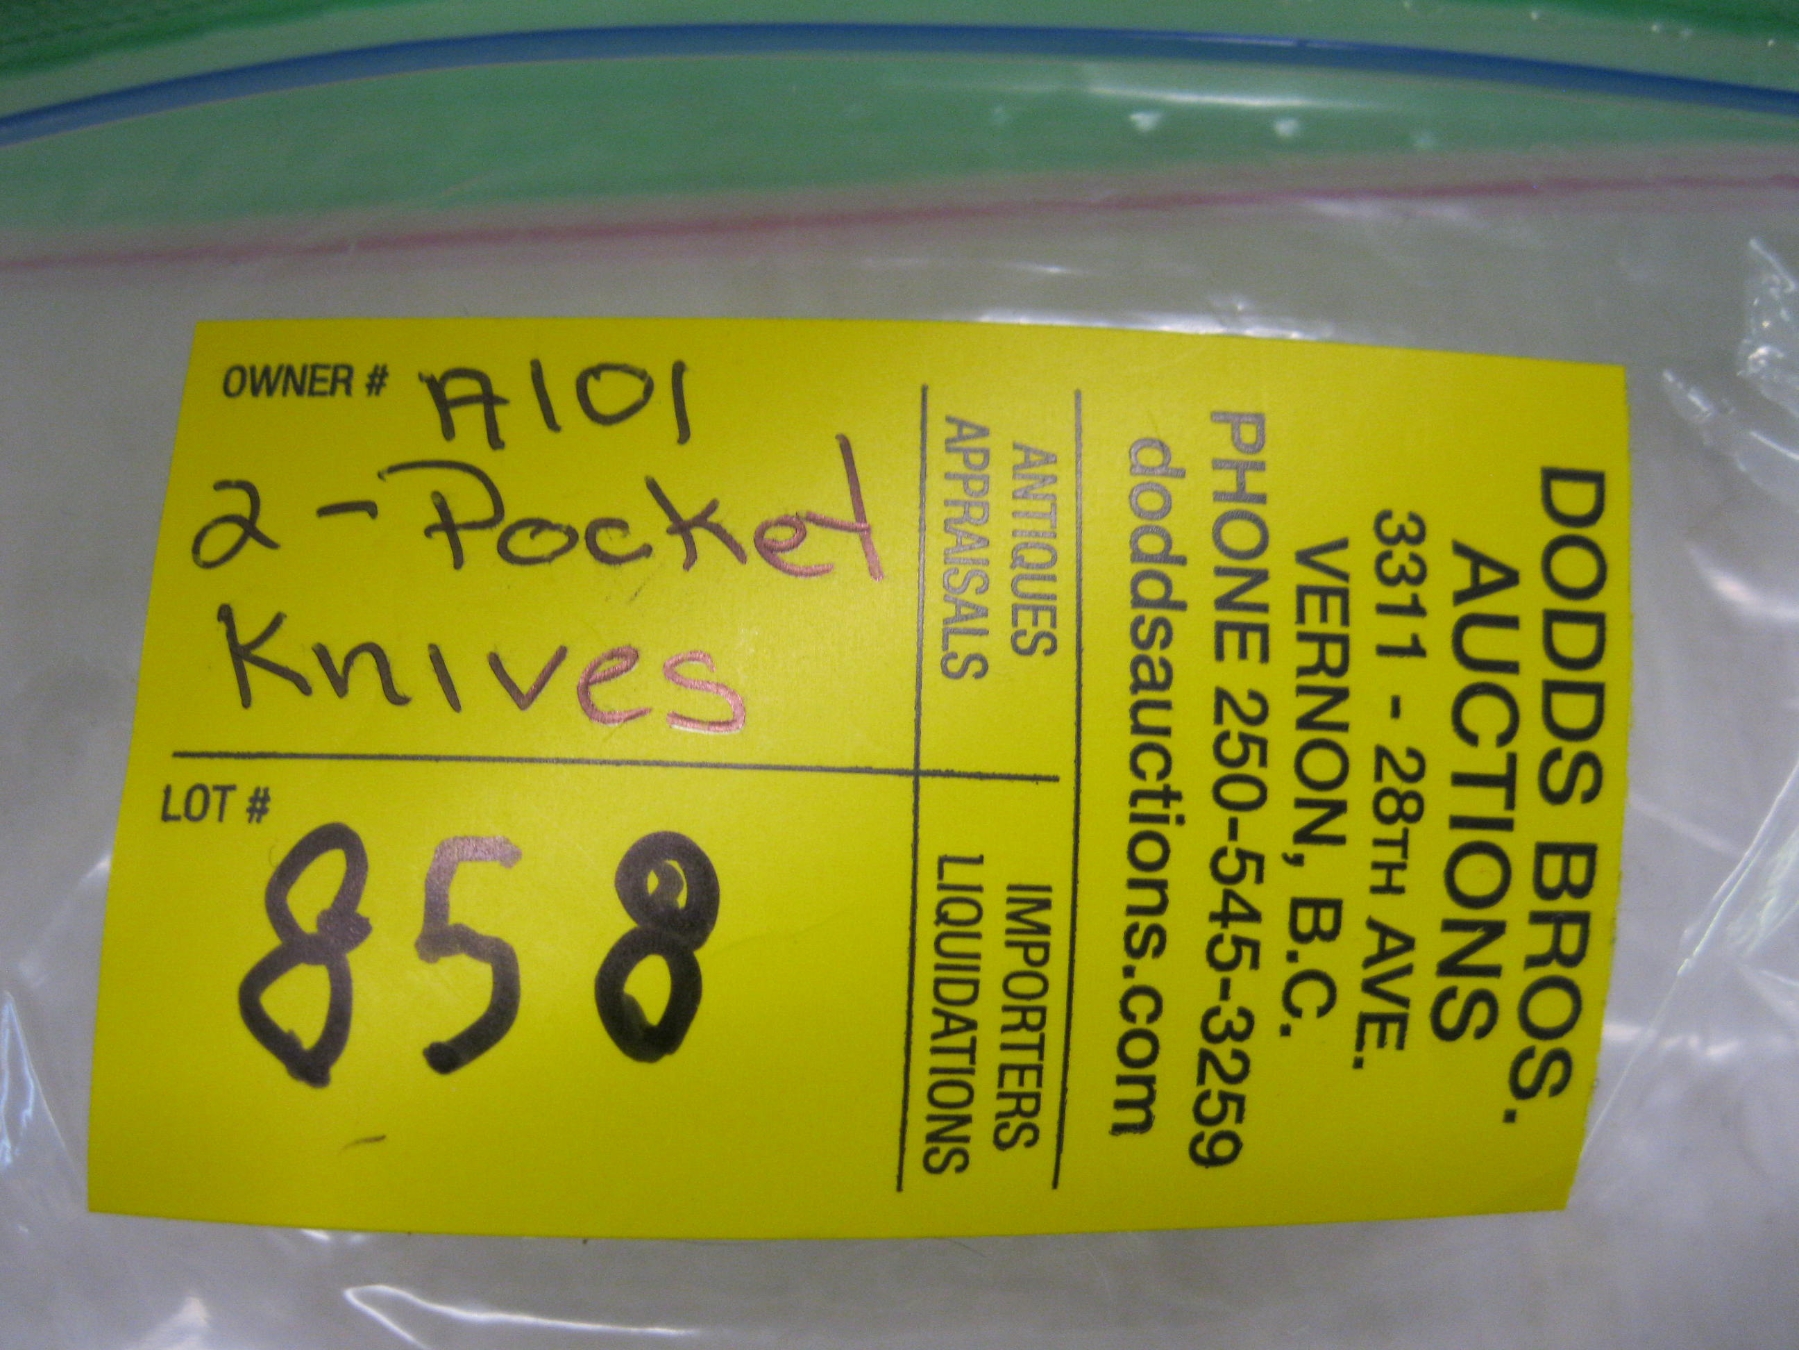 OWNER # A101
2-Pocket
Knives
LOT #
858
ANTIQUES
APPRAISALS
IMPORTERS
LIQUIDATIONS
DODDS BROS.
AUCTIONS
3311 - 28TH AVE.
VERNON, B.C.
PHONE 250-545-3259
doddsauctions.com